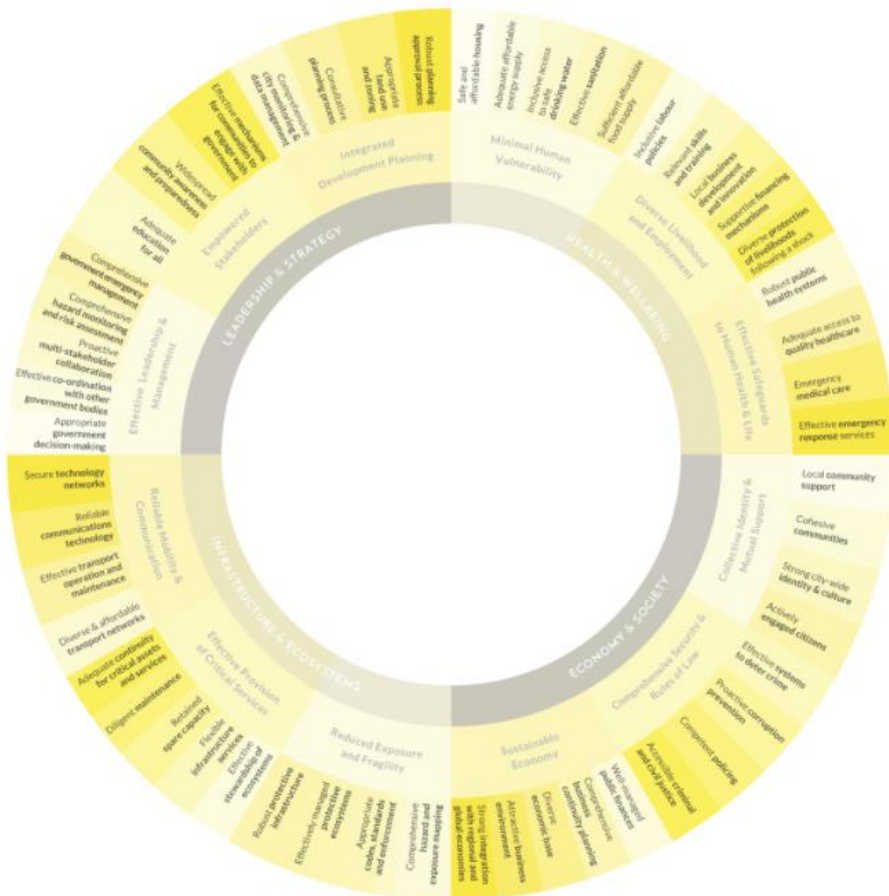 Safe and
affordable housing
Adequate affordable
energy supply
Inclusive access
to safe
drinking water
Effective sanitation
Sufficient affordable
food supply
Inclusive labour
policies
Relevant skills
and training
Local business
development
and innovation
Supportive financing
mechanisms
Diverse protection
of livelihoods
following a shock
Robust public
health systems
Adequate access to
quality healthcare
Emergency
medical care
Effective emergency
response services
Local community
support
Cohesive
communities
Strong city-wide
identity & culture
Actively
engaged citizens
Effective systems
to deter crime
Proactive corruption
prevention
Competent policing
Accessible criminal
and civil justice
Well-managed
public finances
Comprehensive
business
continuity planning
Diverse
economic base
Attractive business
environment
Strong integration
with regional and
global economies
Comprehensive
hazard and
exposure mapping
Appropriate
codes, standards
and enforcement
Effectively managed
protective
ecosystems
Robust protective
infrastructure
Effective
stewardship of
ecosystems
Flexible
infrastructure
services
Retained
spare capacity
Diligent maintenance
Adequate continuity
for critical assets
and services
Diverse & affordable
transport networks
Effective transport
operation and
maintenance
Reliable
communications
technology
Secure technology
networks
Appropriate
government
decision-making
Effective co-ordination
with other
government bodies
Proactive
multi-stakeholder
collaboration
Comprehensive
hazard monitoring
and risk assessment
Comprehensive
government emergency
management
Adequate
education
for all
Widespread
community awareness
and preparedness
Effective mechanisms
for communities to
engage with
government
Comprehensive
city monitoring &
data management
Consultative
planning process
Appropriate
land use
and zoning
Robust planning
approval process
Minimal Human
Vulnerability
Diverse Livelihood
and Employment
Effective Safeguards
to Human Health & Life
Collective Identity &
Mutual Support
Comprehensive Security &
Rules of Law
Sustainable
Economy
Reduced Exposure
and Fragility
Effective Provision
of Critical Services
Reliable Mobility &
Communication
Effective Leadership &
Management
Empowered
Stakeholders
Integrated
Development Planning
HEALTH & WELLBEING
ECONOMY & SOCIETY
INFRASTRUCTURE & ECOSYSTEMS
LEADERSHIP & STRATEGY